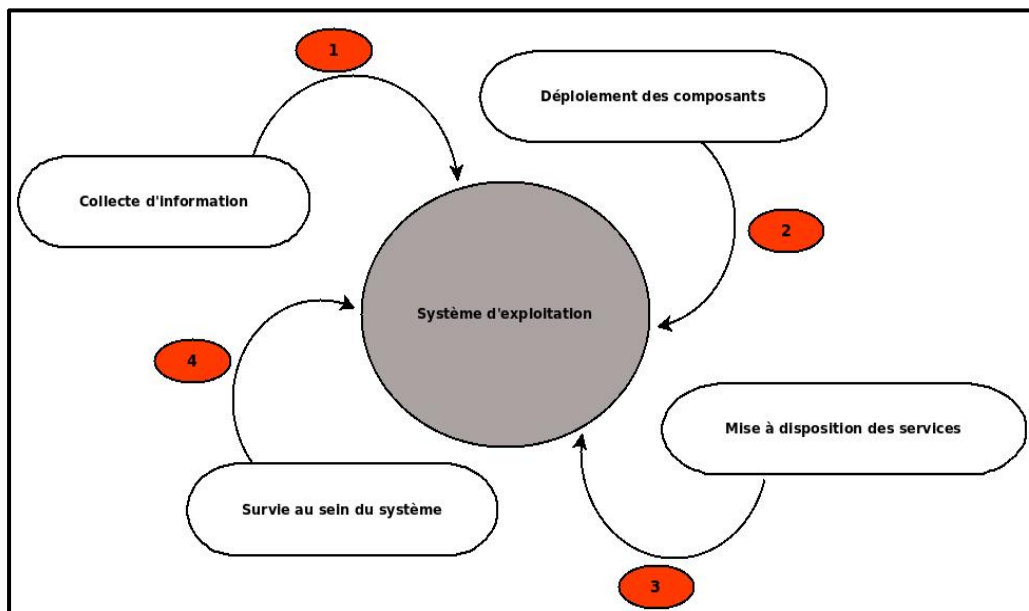 1
Déploiement des composants
Collecte d'information
2
Système d'exploitation
4
Mise à disposition des services
Survie au sein du système
3